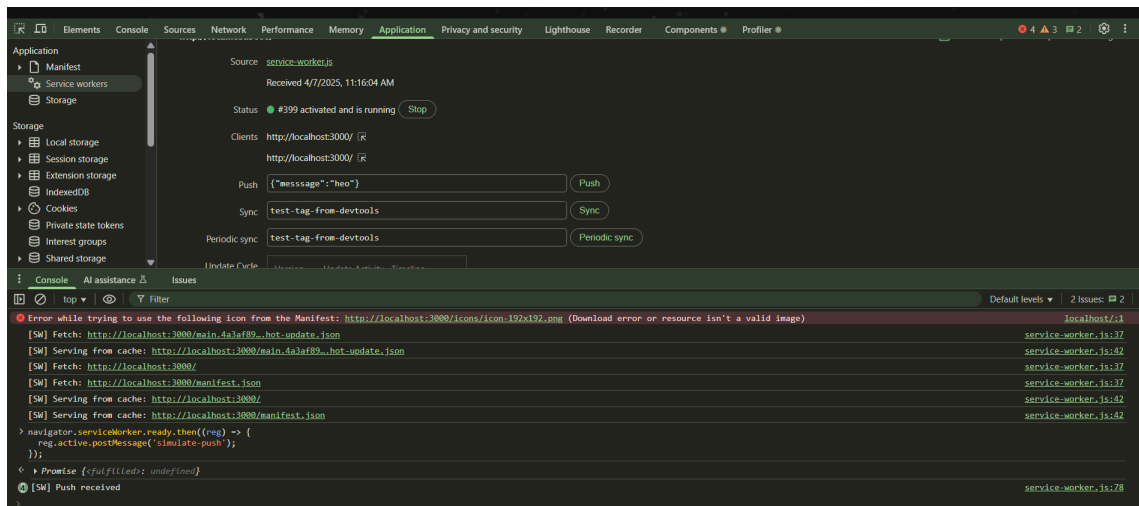 Elements Console Sources Network Performance Memory Application Privacy and security Lighthouse Recorder Components Profiler 4 3 2
Application
Manifest
Service workers
Storage
Storage
Local storage
Session storage
Extension storage
IndexedDB
Cookies
Private state tokens
Interest groups
Shared storage
Source service-worker.js
Received 4/7/2025, 11:16:04 AM
Status #399 activated and is running Stop
Clients http://localhost:3000/
http://localhost:3000/
Push {"messsage":"heo"} Push
Sync test-tag-from-devtools Sync
Periodic sync test-tag-from-devtools Periodic sync
Update Cycle Version Update Activity Timeline
Console AI assistance Issues
top Filter Default levels 2 Issues: 2
Error while trying to use the following icon from the Manifest: http://localhost:3000/icons/icon-192x192.png (Download error or resource isn't a valid image) localhost/:1
[SW] Fetch: http://localhost:3000/main.4a3af89….hot-update.json service-worker.js:37
[SW] Serving from cache: http://localhost:3000/main.4a3af89….hot-update.json service-worker.js:42
[SW] Fetch: http://localhost:3000/ service-worker.js:37
[SW] Fetch: http://localhost:3000/manifest.json service-worker.js:37
[SW] Serving from cache: http://localhost:3000/ service-worker.js:42
[SW] Serving from cache: http://localhost:3000/manifest.json service-worker.js:42
> navigator.serviceWorker.ready.then((reg) => {
reg.active.postMessage('simulate-push');
});
Promise {<fulfilled>: undefined}
4 [SW] Push received service-worker.js:78